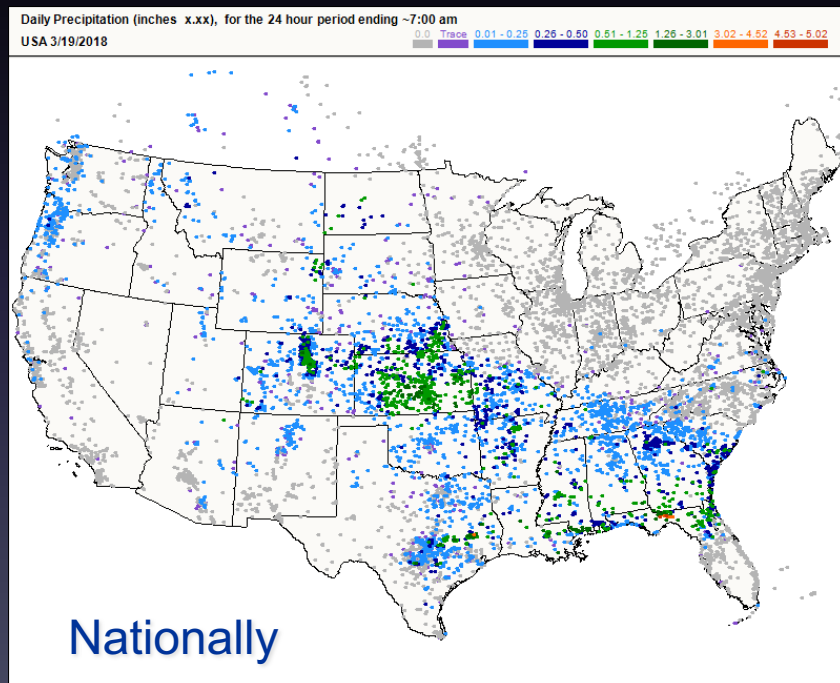 Daily Precipitation (inches x.xx), for the 24 hour period ending ~7:00 am
USA 3/19/2018
0.0 Trace 0.01 - 0.25 0.26 - 0.50 0.51 - 1.25 1.26 - 3.01 3.02 - 4.52 4.53 - 5.02
Nationally